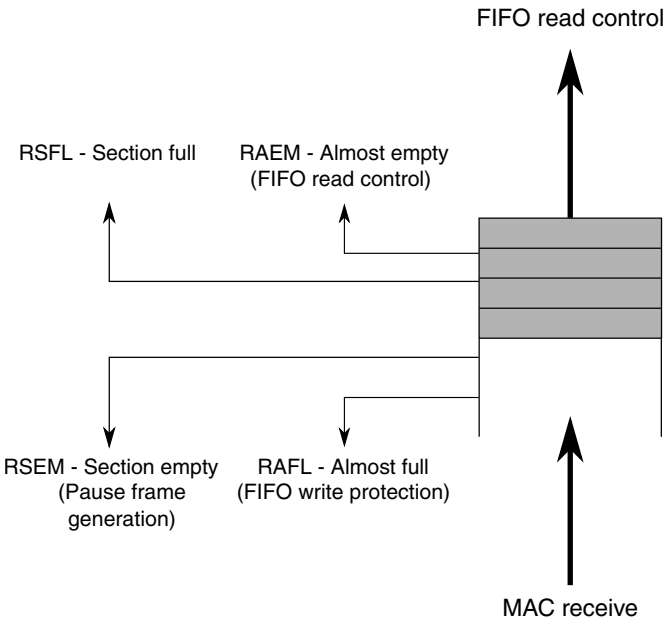 FIFO read control
RSFL - Section full
RAEM - Almost empty
(FIFO read control)
RSEM - Section empty
(Pause frame
generation)
RAFL - Almost full
(FIFO write protection)
MAC receive